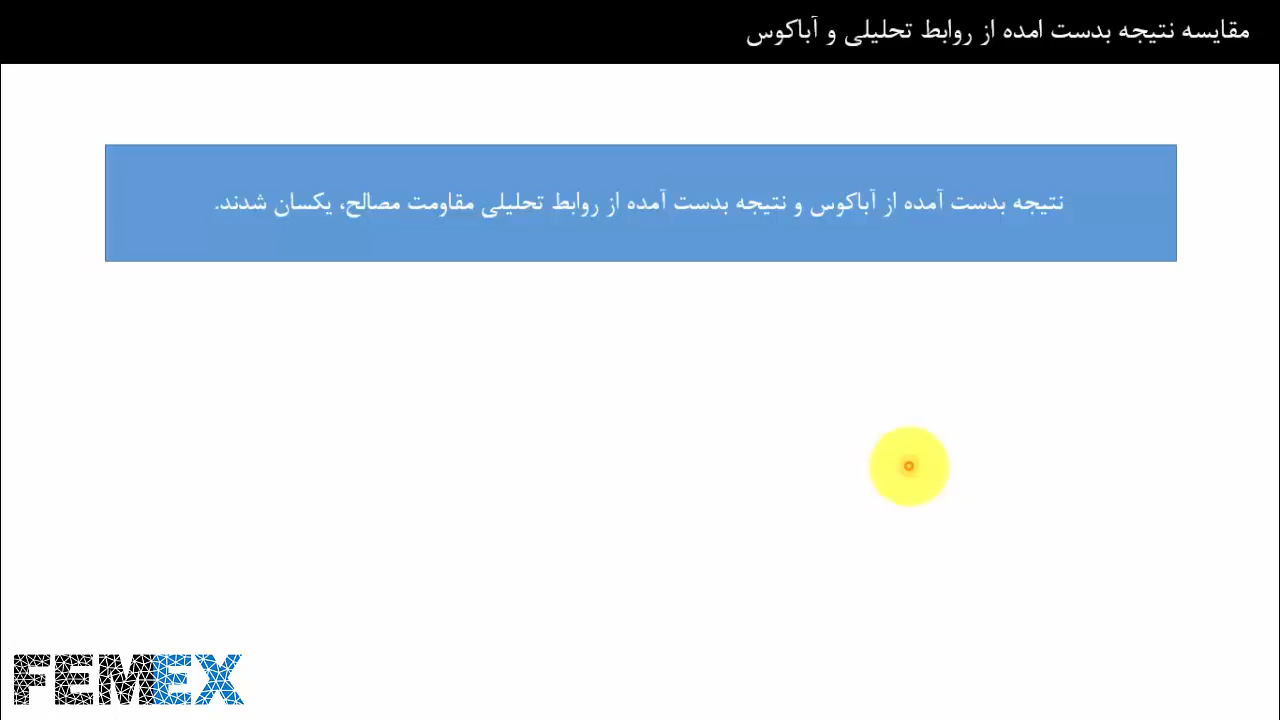 مقایسه نتیجه بدست امده از روابط تحلیلی و آباکوس
نتیجه بدست آمده از آباکوس و نتیجه بدست آمده از روابط تحلیلی مقاومت مصالح، یکسان شدند.
FEMEX